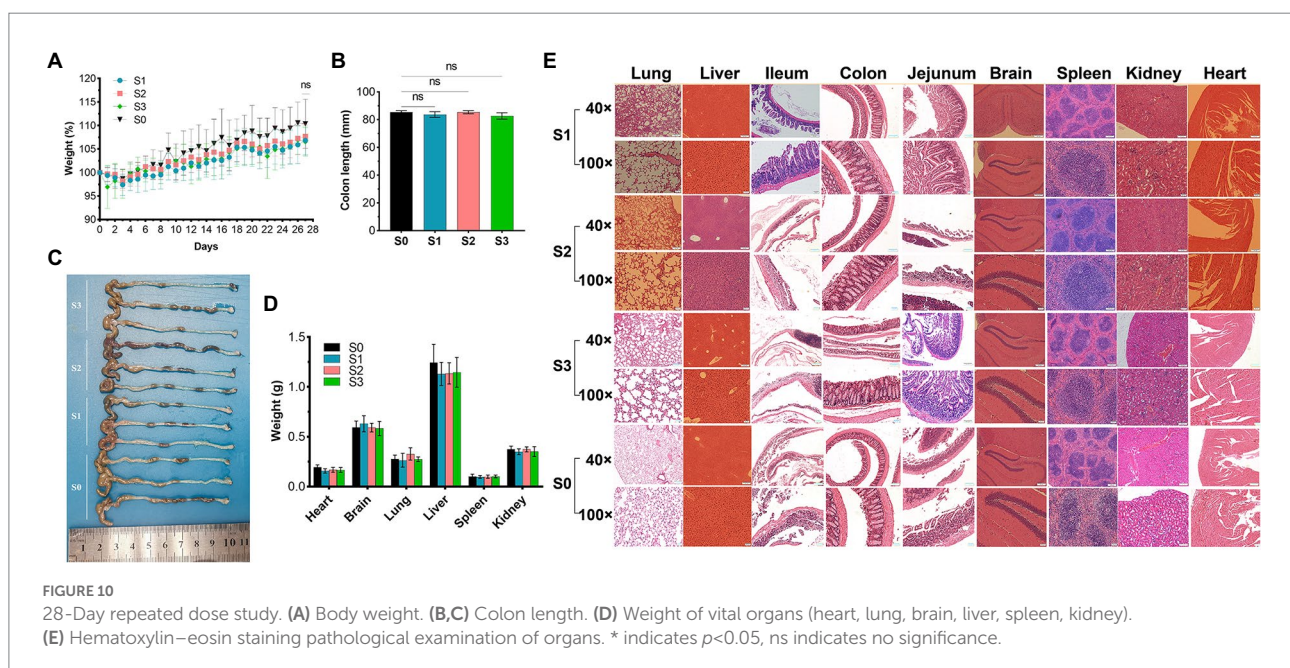 A
S1
S2
S3
S0
ns
Weight (%)
120
115
110
105
100
95
90
0 2 4 6 8 10 12 14 16 18 20 22 24 26 28
Days
B
ns
ns
ns
Colon length (mm)
100
80
60
40
20
0
S0 S1 S2 S3
C
S3
S2
S1
S0
1 2 3 4 5 6 7 8 9 10 11
D
S0
S1
S2
S3
Weight (g)
1.5
1.0
0.5
0.0
Heart Brain Lung Liver Spleen Kidney
E
Lung Liver Ileum Colon Jejunum Brain Spleen Kidney Heart
S1
40×
100×
S2
40×
100×
S3
40×
100×
S0
40×
100×
FIGURE 10
28-Day repeated dose study. (A) Body weight. (B,C) Colon length. (D) Weight of vital organs (heart, lung, brain, liver, spleen, kidney).
(E) Hematoxylin–eosin staining pathological examination of organs. * indicates p<0.05, ns indicates no significance.